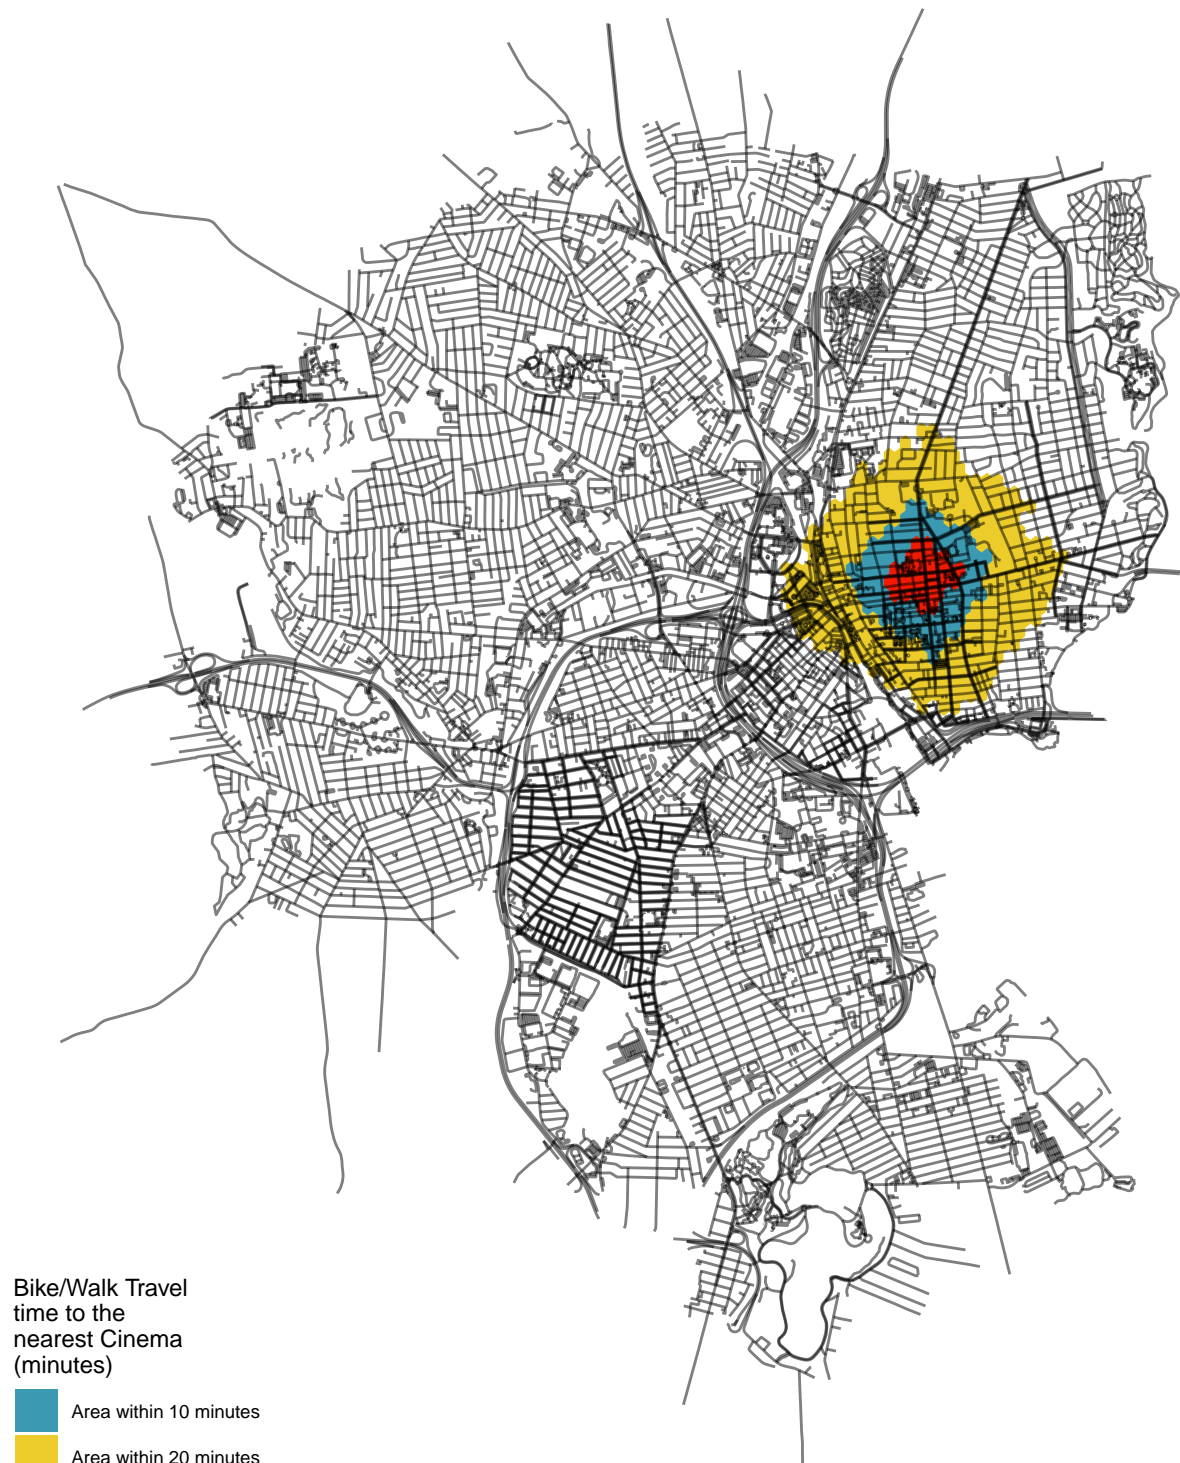 Bike/Walk Travel
time to the
nearest Cinema
(minutes)
Area within 10 minutes
Area within 20 minutes